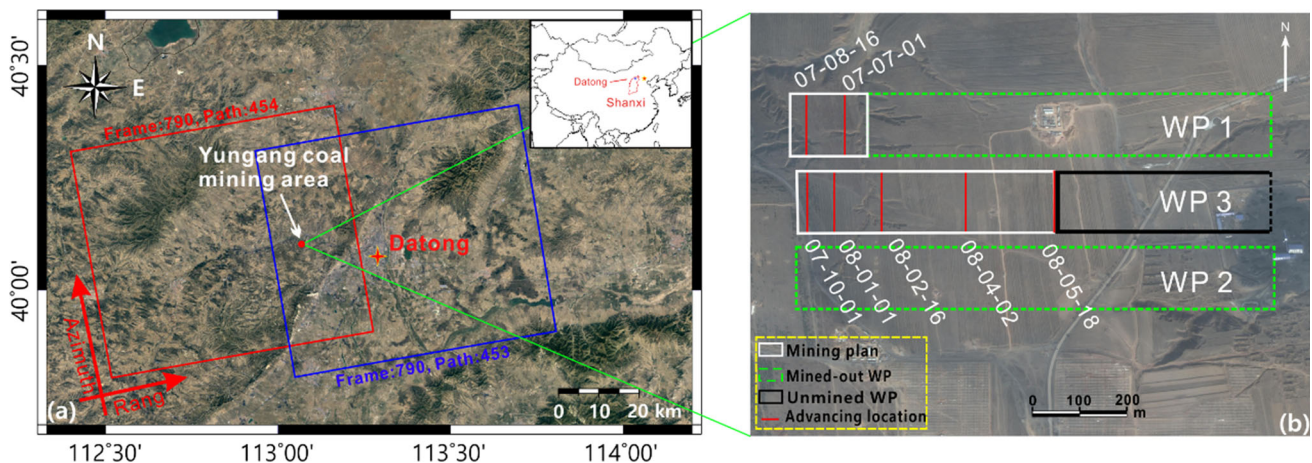 N
E
40°30'
40°00'
Frame:790, Path:454
Yungang coal
mining area
Datong
Frame:790, Path:453
Azimuth
Rang
(a)
0 10 20 km
112°30'
113°00'
113°30'
114°00'
Datong
Shanxi
N
07-08-16
07-07-01
WP 1
WP 3
WP 2
07-10-01
08-01-01
08-02-16
08-04-02
08-05-18
Mining plan
Mined-out WP
Unmined WP
Advancing location
0 100 200
m
(b)